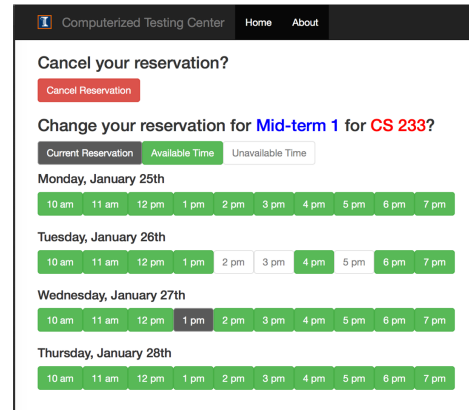 Computerized Testing Center Home About
Cancel your reservation?
Cancel Reservation
Change your reservation for Mid-term 1 for CS 233?
Current Reservation Available Time Unavailable Time
Monday, January 25th
10 am 11 am 12 pm 1 pm 2 pm 3 pm 4 pm 5 pm 6 pm 7 pm
Tuesday, January 26th
10 am 11 am 12 pm 1 pm 2 pm 3 pm 4 pm 5 pm 6 pm 7 pm
Wednesday, January 27th
10 am 11 am 12 pm 1 pm 2 pm 3 pm 4 pm 5 pm 6 pm 7 pm
Thursday, January 28th
10 am 11 am 12 pm 1 pm 2 pm 3 pm 4 pm 5 pm 6 pm 7 pm